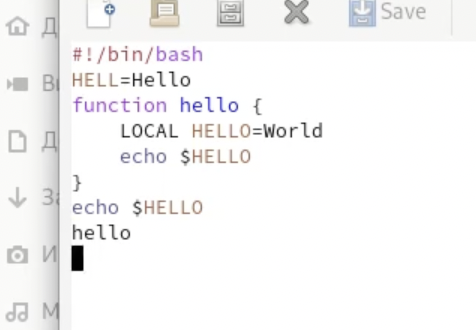 Save
Д
Ви
Д
За
И
М
#!/bin/bash
HELL=Hello
function hello {
    LOCAL HELLO=World
    echo $HELLO
}
echo $HELLO
hello